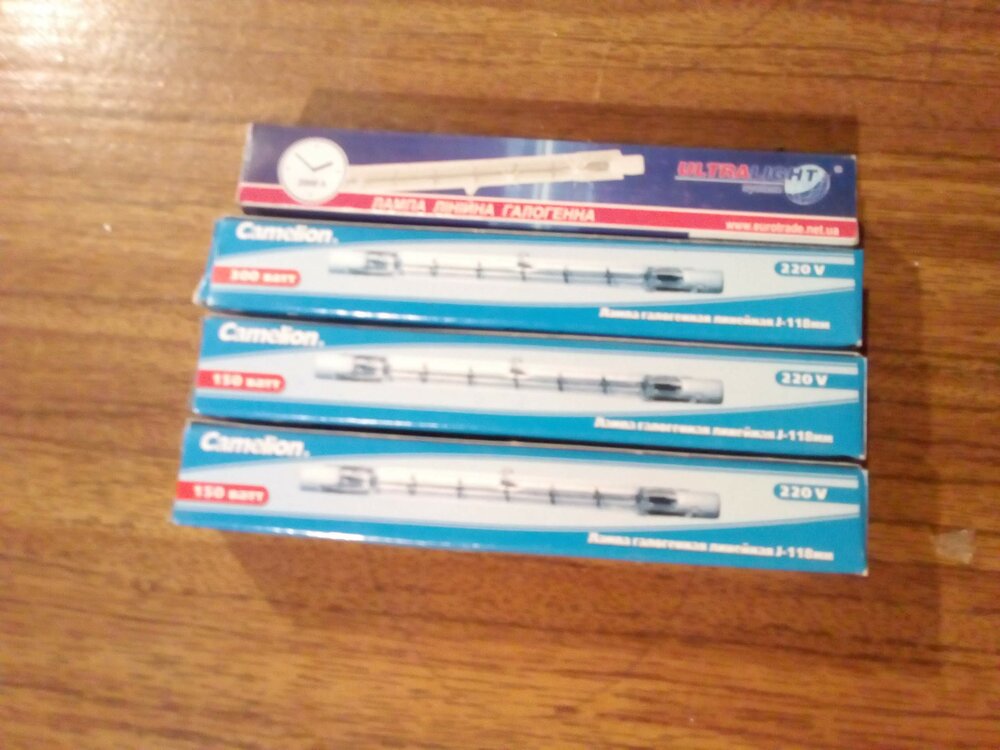 ULTRALIGHT
ЛАМПА ЛІНІЙНА ГАЛОГЕННА
www.eurotrade.net.ua
Camelion.
300 ватт
220 V
Лампа галогенная линейная J-118мм
Camelion.
150 ватт
220 V
Лампа галогенная линейная J-118мм
Camelion.
150 ватт
220 V
Лампа галогенная линейная J-118мм